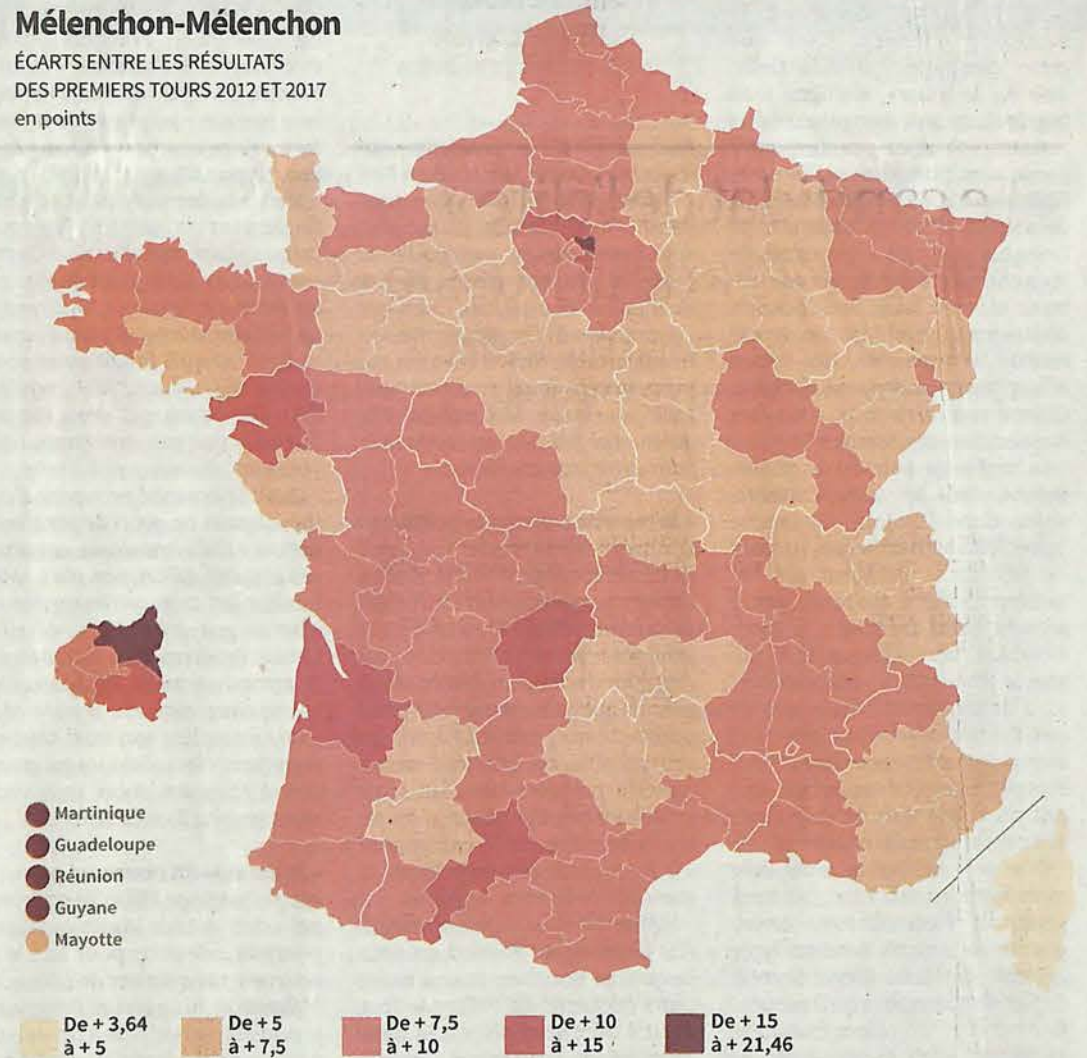 Mélenchon-Mélenchon
ÉCARTS ENTRE LES RÉSULTATS
DES PREMIERS TOURS 2012 ET 2017
en points
Martinique
Guadeloupe
Réunion
Guyane
Mayotte
De + 3,64
à + 5
De + 5
à + 7,5
De + 7,5
à + 10
De + 10
à + 15
De + 15
à + 21,46